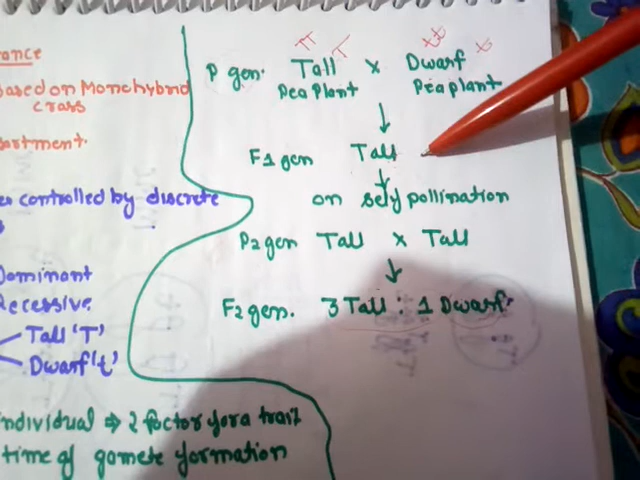 ance
Based on Monohybrid
cross
artment.
controlled by discrete
Dominant
Recessive
Tall 'T'
Dwarf 't'
individual ⇒ 2 factor for a trait
time of gamete formation
TT T
P gen. Tall × Dwarf
Pea Plant Pea plant
F1 gen Tall
on self pollination
P2 gen Tall × Tall
F2 gen. 3 Tall : 1 Dwarf